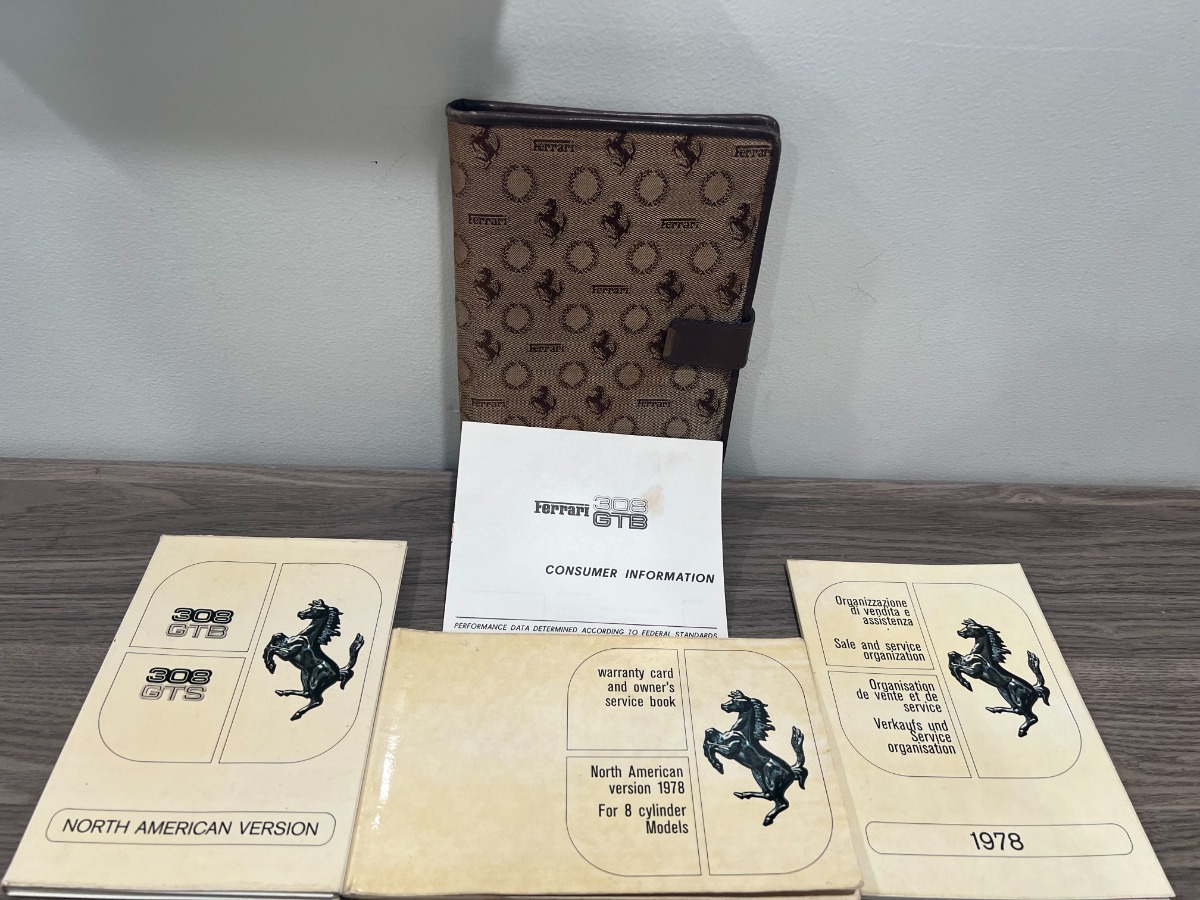 Ferrari
Ferrari
Ferrari
Ferrari
Ferrari
Ferrari
Ferrari
Ferrari
Ferrari 308
GTB
CONSUMER INFORMATION
PERFORMANCE DATA DETERMINED ACCORDING TO FEDERAL STANDARDS
308
GTB
308
GTS
NORTH AMERICAN VERSION
warranty card
and owner's
service book
North American
version 1978
For 8 cylinder
Models
Organizzazione
di vendita e
assistenza
Sale and service
organization
Organisation
de vente et de
service
Verkaufs und
Service
organisation
1978